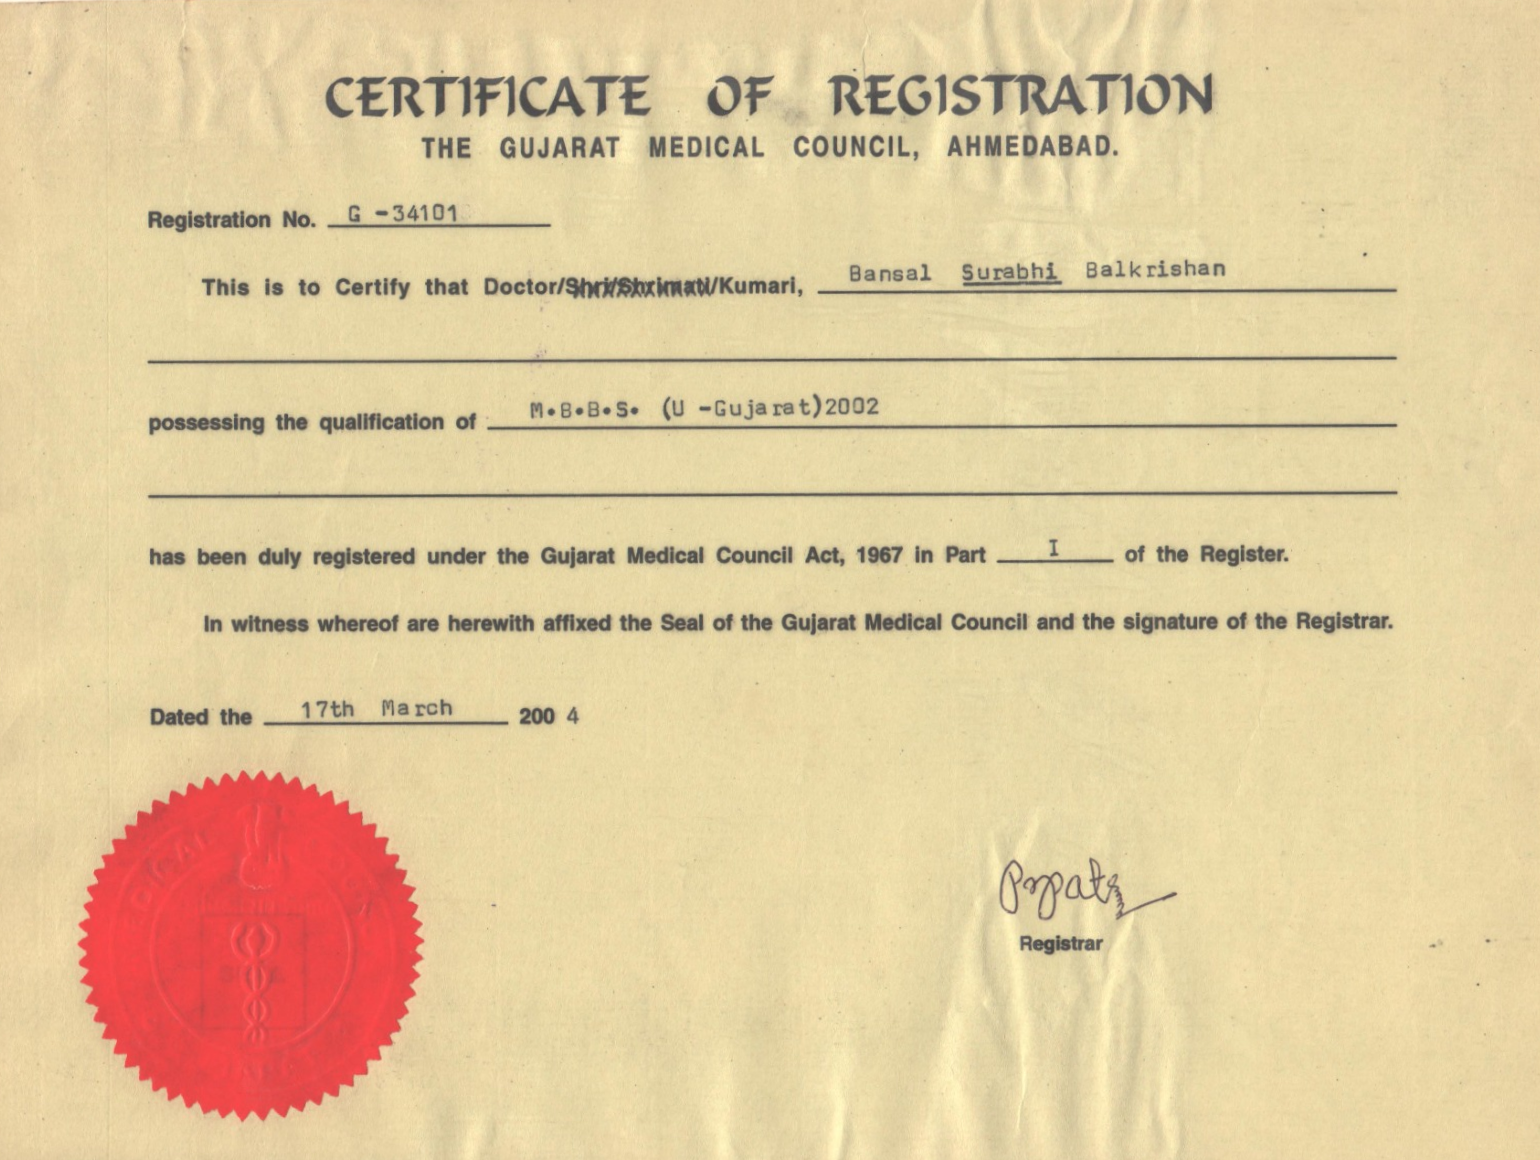 CERTIFICATE OF REGISTRATION
THE GUJARAT MEDICAL COUNCIL, AHMEDABAD.
Registration No. G -34101
This is to Certify that Doctor/Shri/Shrimati/Kumari, Bansal Surabhi Balkrishan
possessing the qualification of M.B.B.S. (U -Gujarat)2002
has been duly registered under the Gujarat Medical Council Act, 1967 in Part I of the Register.
In witness whereof are herewith affixed the Seal of the Gujarat Medical Council and the signature of the Registrar.
Dated the 17th March 2004
Registrar